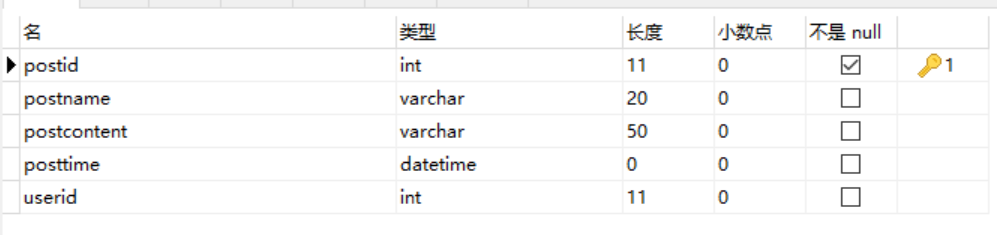 名 类型 长度 小数点 不是 null
postid int 11 0 1
postname varchar 20 0
postcontent varchar 50 0
posttime datetime 0 0
userid int 11 0